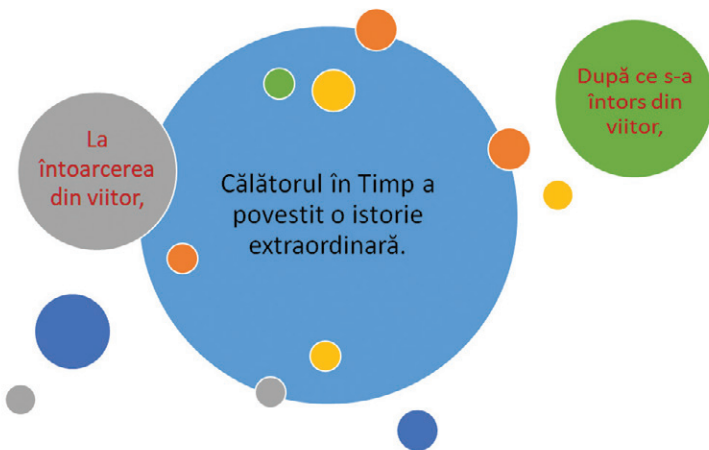 La
întoarcerea
din viitor,
După ce s-a
întors din
viitor,
Călătorul în Timp a
povestit o istorie
extraordinară.